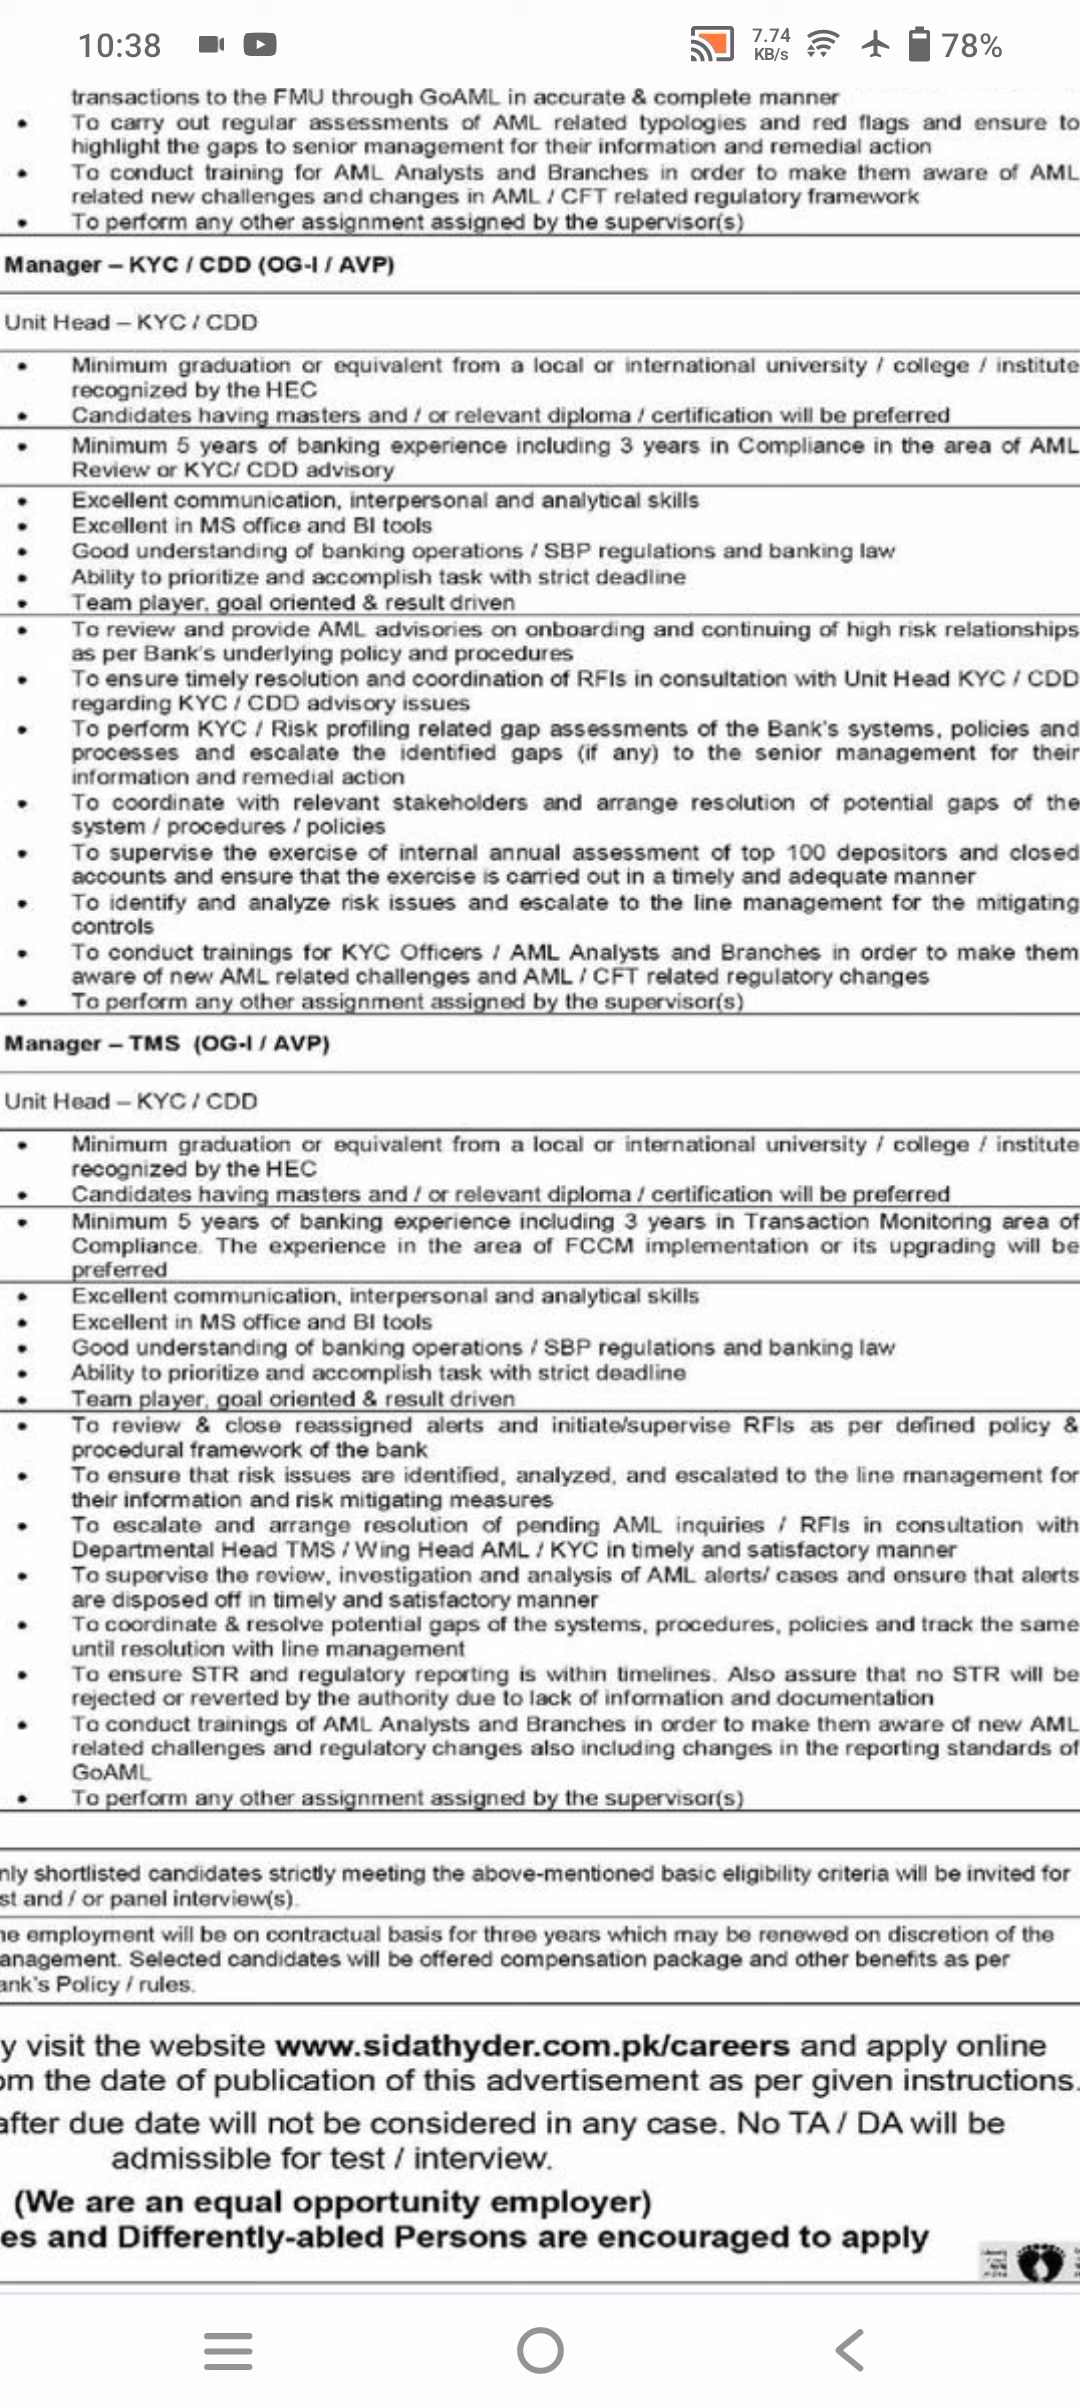 10:38
7.74
KB/s
78%
transactions to the FMU through GoAML in accurate & complete manner
• To carry out regular assessments of AML related typologies and red flags and ensure to
highlight the gaps to senior management for their information and remedial action
• To conduct training for AML Analysts and Branches in order to make them aware of AML
related new challenges and changes in AML / CFT related regulatory framework
• To perform any other assignment assigned by the supervisor(s)
Manager – KYC / CDD (OG-I / AVP)
Unit Head – KYC / CDD
• Minimum graduation or equivalent from a local or international university / college / institute
recognized by the HEC
• Candidates having masters and / or relevant diploma / certification will be preferred
• Minimum 5 years of banking experience including 3 years in Compliance in the area of AML
Review or KYC/ CDD advisory
• Excellent communication, interpersonal and analytical skills
• Excellent in MS office and BI tools
• Good understanding of banking operations / SBP regulations and banking law
• Ability to prioritize and accomplish task with strict deadline
• Team player, goal oriented & result driven
• To review and provide AML advisories on onboarding and continuing of high risk relationships
as per Bank's underlying policy and procedures
• To ensure timely resolution and coordination of RFIs in consultation with Unit Head KYC / CDD
regarding KYC / CDD advisory issues
• To perform KYC / Risk profiling related gap assessments of the Bank's systems, policies and
processes and escalate the identified gaps (if any) to the senior management for their
information and remedial action
• To coordinate with relevant stakeholders and arrange resolution of potential gaps of the
system / procedures / policies
• To supervise the exercise of internal annual assessment of top 100 depositors and closed
accounts and ensure that the exercise is carried out in a timely and adequate manner
• To identify and analyze risk issues and escalate to the line management for the mitigating
controls
• To conduct trainings for KYC Officers / AML Analysts and Branches in order to make them
aware of new AML related challenges and AML / CFT related regulatory changes
• To perform any other assignment assigned by the supervisor(s)
Manager – TMS (OG-I / AVP)
Unit Head – KYC / CDD
• Minimum graduation or equivalent from a local or international university / college / institute
recognized by the HEC
• Candidates having masters and / or relevant diploma / certification will be preferred
• Minimum 5 years of banking experience including 3 years in Transaction Monitoring area of
Compliance. The experience in the area of FCCM implementation or its upgrading will be
preferred
• Excellent communication, interpersonal and analytical skills
• Excellent in MS office and BI tools
• Good understanding of banking operations / SBP regulations and banking law
• Ability to prioritize and accomplish task with strict deadline
• Team player, goal oriented & result driven
• To review & close reassigned alerts and initiate/supervise RFIs as per defined policy &
procedural framework of the bank
• To ensure that risk issues are identified, analyzed, and escalated to the line management for
their information and risk mitigating measures
• To escalate and arrange resolution of pending AML inquiries / RFIs in consultation with
Departmental Head TMS / Wing Head AML / KYC in timely and satisfactory manner
• To supervise the review, investigation and analysis of AML alerts/ cases and ensure that alerts
are disposed off in timely and satisfactory manner
• To coordinate & resolve potential gaps of the systems, procedures, policies and track the same
until resolution with line management
• To ensure STR and regulatory reporting is within timelines. Also assure that no STR will be
rejected or reverted by the authority due to lack of information and documentation
• To conduct trainings of AML Analysts and Branches in order to make them aware of new AML
related challenges and regulatory changes also including changes in the reporting standards of
GoAML
• To perform any other assignment assigned by the supervisor(s)
nly shortlisted candidates strictly meeting the above-mentioned basic eligibility criteria will be invited for
st and / or panel interview(s).
he employment will be on contractual basis for three years which may be renewed on discretion of the
anagement. Selected candidates will be offered compensation package and other benefits as per
ank's Policy / rules.
y visit the website www.sidathyder.com.pk/careers and apply online
om the date of publication of this advertisement as per given instructions.
after due date will not be considered in any case. No TA / DA will be
admissible for test / interview.
(We are an equal opportunity employer)
es and Differently-abled Persons are encouraged to apply